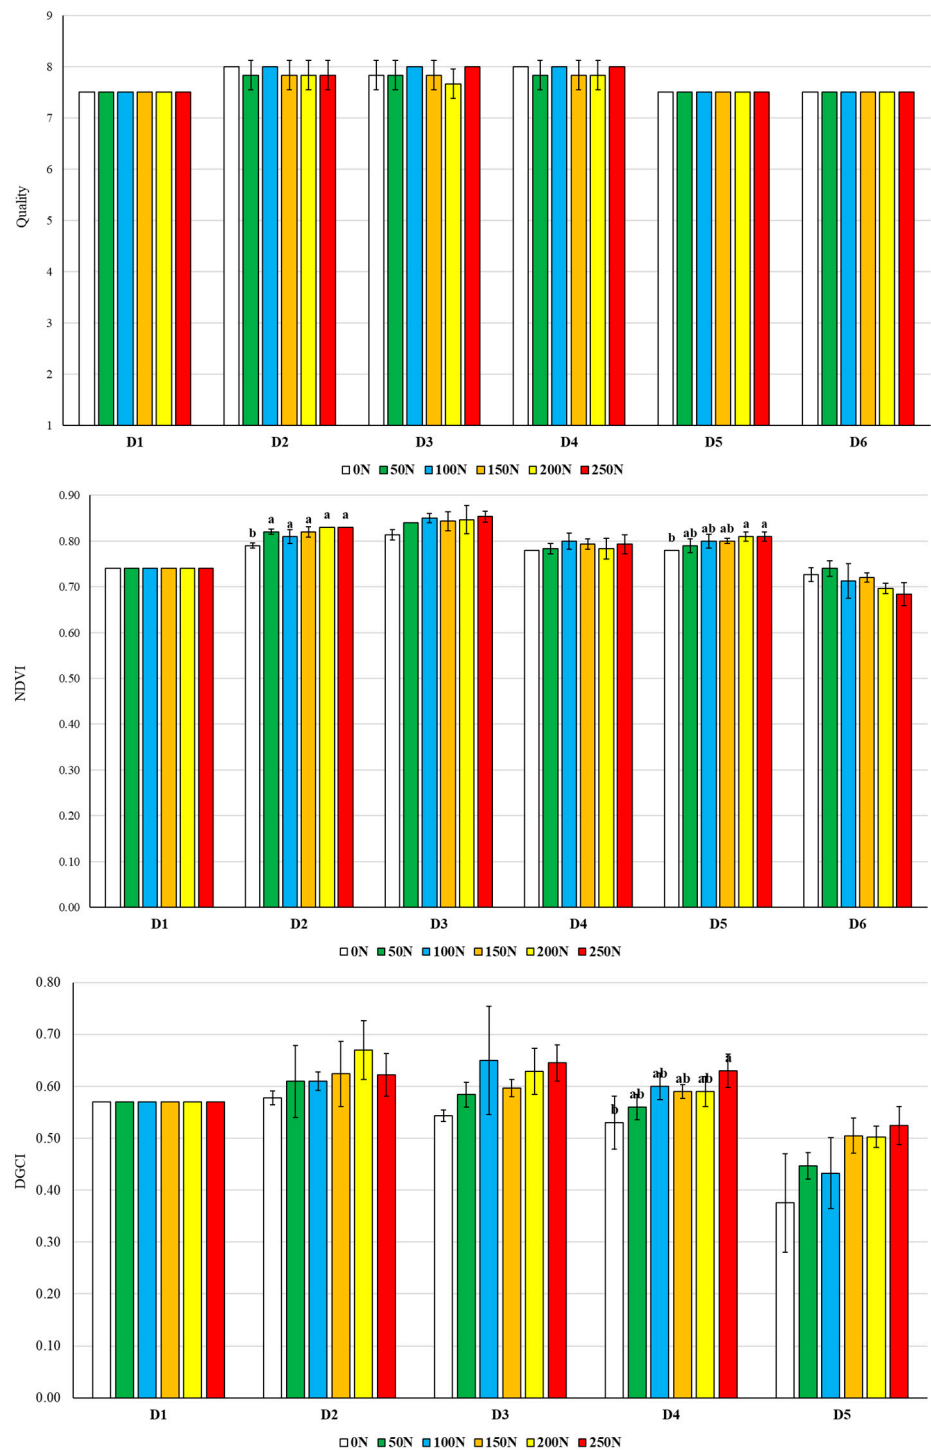 9
8
7
6
5
4
3
2
1
Quality
D1 D2 D3 D4 D5 D6
0N 50N 100N 150N 200N 250N
0.90
0.80
0.70
0.60
0.50
0.40
0.30
0.20
0.10
0.00
NDVI
b a a a a a
b ab ab ab a a
D1 D2 D3 D4 D5 D6
0N 50N 100N 150N 200N 250N
0.80
0.70
0.60
0.50
0.40
0.30
0.20
0.10
0.00
DGCI
b ab ab ab ab a
D1 D2 D3 D4 D5
0N 50N 100N 150N 200N 250N